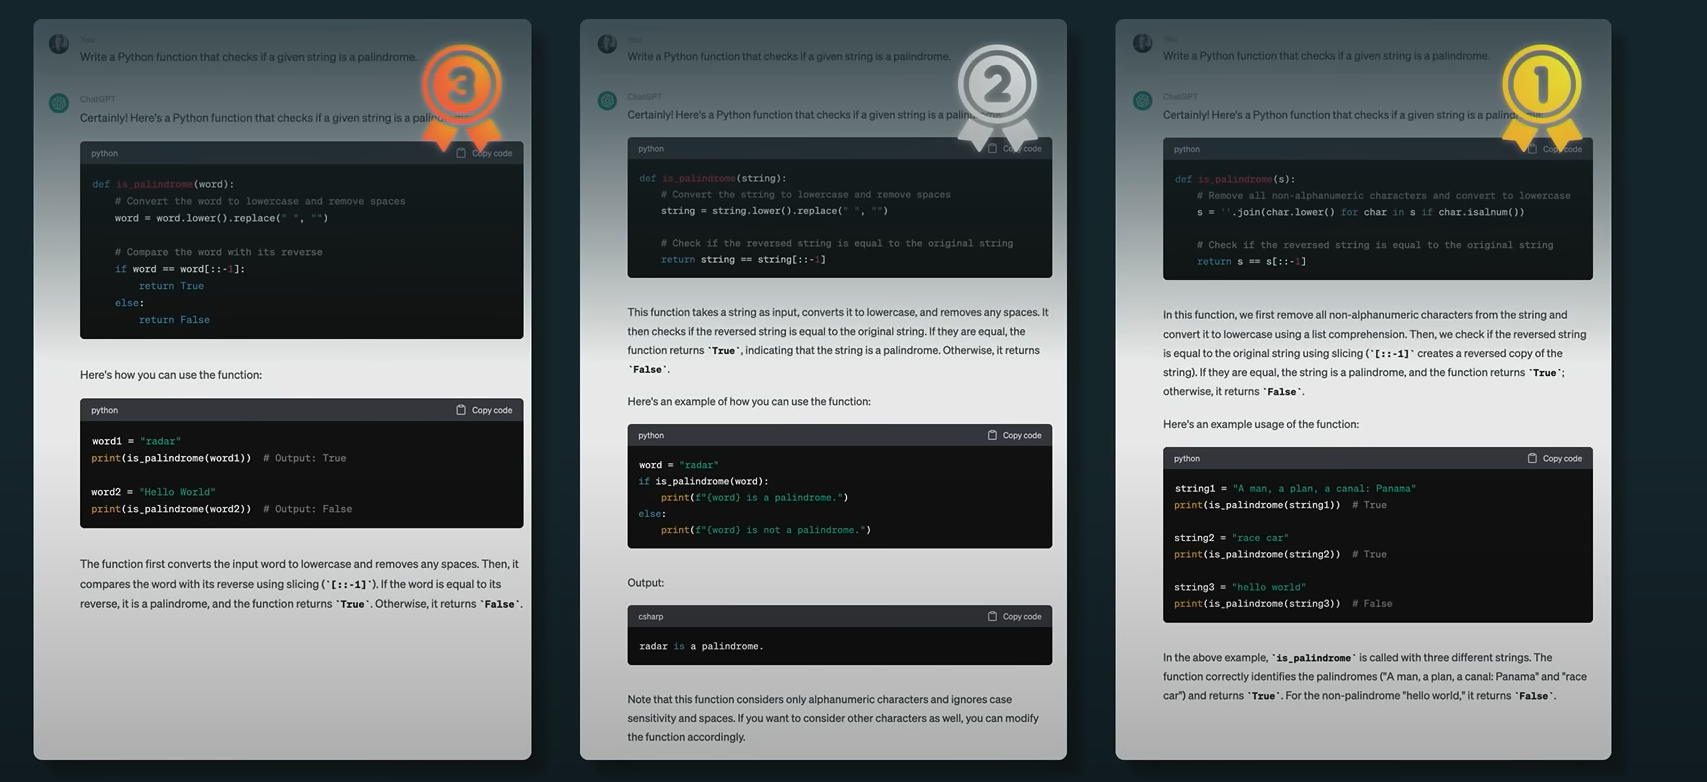 You
Write a Python function that checks if a given string is a palindrome.
3
ChatGPT
Certainly! Here's a Python function that checks if a given string is a
python
Copy code
def is_palindrome(word):
    # Convert the word to lowercase and remove spaces
    word = word.lower().replace(" ", "")
    # Compare the word with its reverse
    if word == word[::-1]:
        return True
    else:
        return False
Here's how you can use the function:
python
Copy code
word1 = "radar"
print(is_palindrome(word1))  # Output: True
word2 = "Hello World"
print(is_palindrome(word2))  # Output: False
The function first converts the input word to lowercase and removes any spaces. Then, it
compares the word with its reverse using slicing (`[::-1]`). If the word is equal to its
reverse, it is a palindrome, and the function returns `True`. Otherwise, it returns `False`.
You
Write a Python function that checks if a given string is a palindrome.
2
ChatGPT
Certainly! Here's a Python function that checks if a given string is a
python
Copy code
def is_palindrome(string):
    # Convert the string to lowercase and remove spaces
    string = string.lower().replace(" ", "")
    # Check if the reversed string is equal to the original string
    return string == string[::-1]
This function takes a string as input, converts it to lowercase, and removes any spaces. It
then checks if the reversed string is equal to the original string. If they are equal, the
function returns `True`, indicating that the string is a palindrome. Otherwise, it returns
`False`.
Here's an example of how you can use the function:
python
Copy code
word = "radar"
if is_palindrome(word):
    print(f"{word} is a palindrome.")
else:
    print(f"{word} is not a palindrome.")
Output:
csharp
Copy code
radar is a palindrome.
Note that this function considers only alphanumeric characters and ignores case
sensitivity and spaces. If you want to consider other characters as well, you can modify
the function accordingly.
You
Write a Python function that checks if a given string is a palindrome.
1
ChatGPT
Certainly! Here's a Python function that checks if a given string is a
python
Copy code
def is_palindrome(s):
    # Remove all non-alphanumeric characters and convert to lowercase
    s = ''.join(char.lower() for char in s if char.isalnum())
    # Check if the reversed string is equal to the original string
    return s == s[::-1]
In this function, we first remove all non-alphanumeric characters from the string and
convert it to lowercase using a list comprehension. Then, we check if the reversed string
is equal to the original string using slicing (`[::-1]` creates a reversed copy of the
string). If they are equal, the string is a palindrome, and the function returns `True`;
otherwise, it returns `False`.
Here's an example usage of the function:
python
Copy code
string1 = "A man, a plan, a canal: Panama"
print(is_palindrome(string1))  # True
string2 = "race car"
print(is_palindrome(string2))  # True
string3 = "hello world"
print(is_palindrome(string3))  # False
In the above example, `is_palindrome` is called with three different strings. The
function correctly identifies the palindromes ("A man, a plan, a canal: Panama" and "race
car") and returns `True`. For the non-palindrome "hello world," it returns `False`.